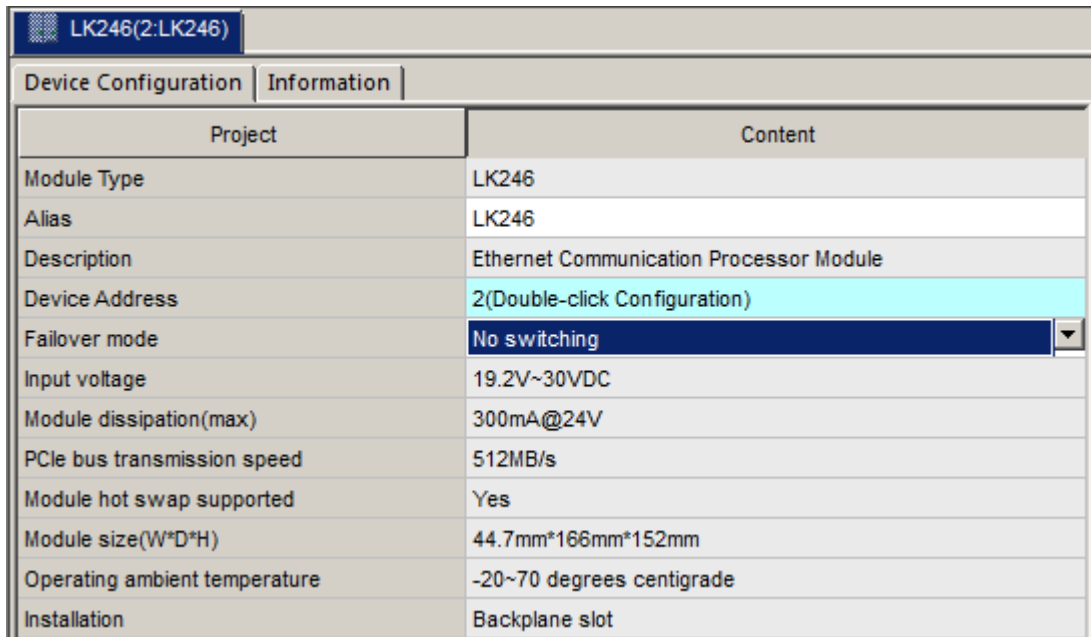 LK246(2:LK246)
Device Configuration Information
Project Content
Module Type LK246
Alias LK246
Description Ethernet Communication Processor Module
Device Address 2(Double-click Configuration)
Failover mode No switching
Input voltage 19.2V~30VDC
Module dissipation(max) 300mA@24V
PCIe bus transmission speed 512MB/s
Module hot swap supported Yes
Module size(W*D*H) 44.7mm*166mm*152mm
Operating ambient temperature -20~70 degrees centigrade
Installation Backplane slot